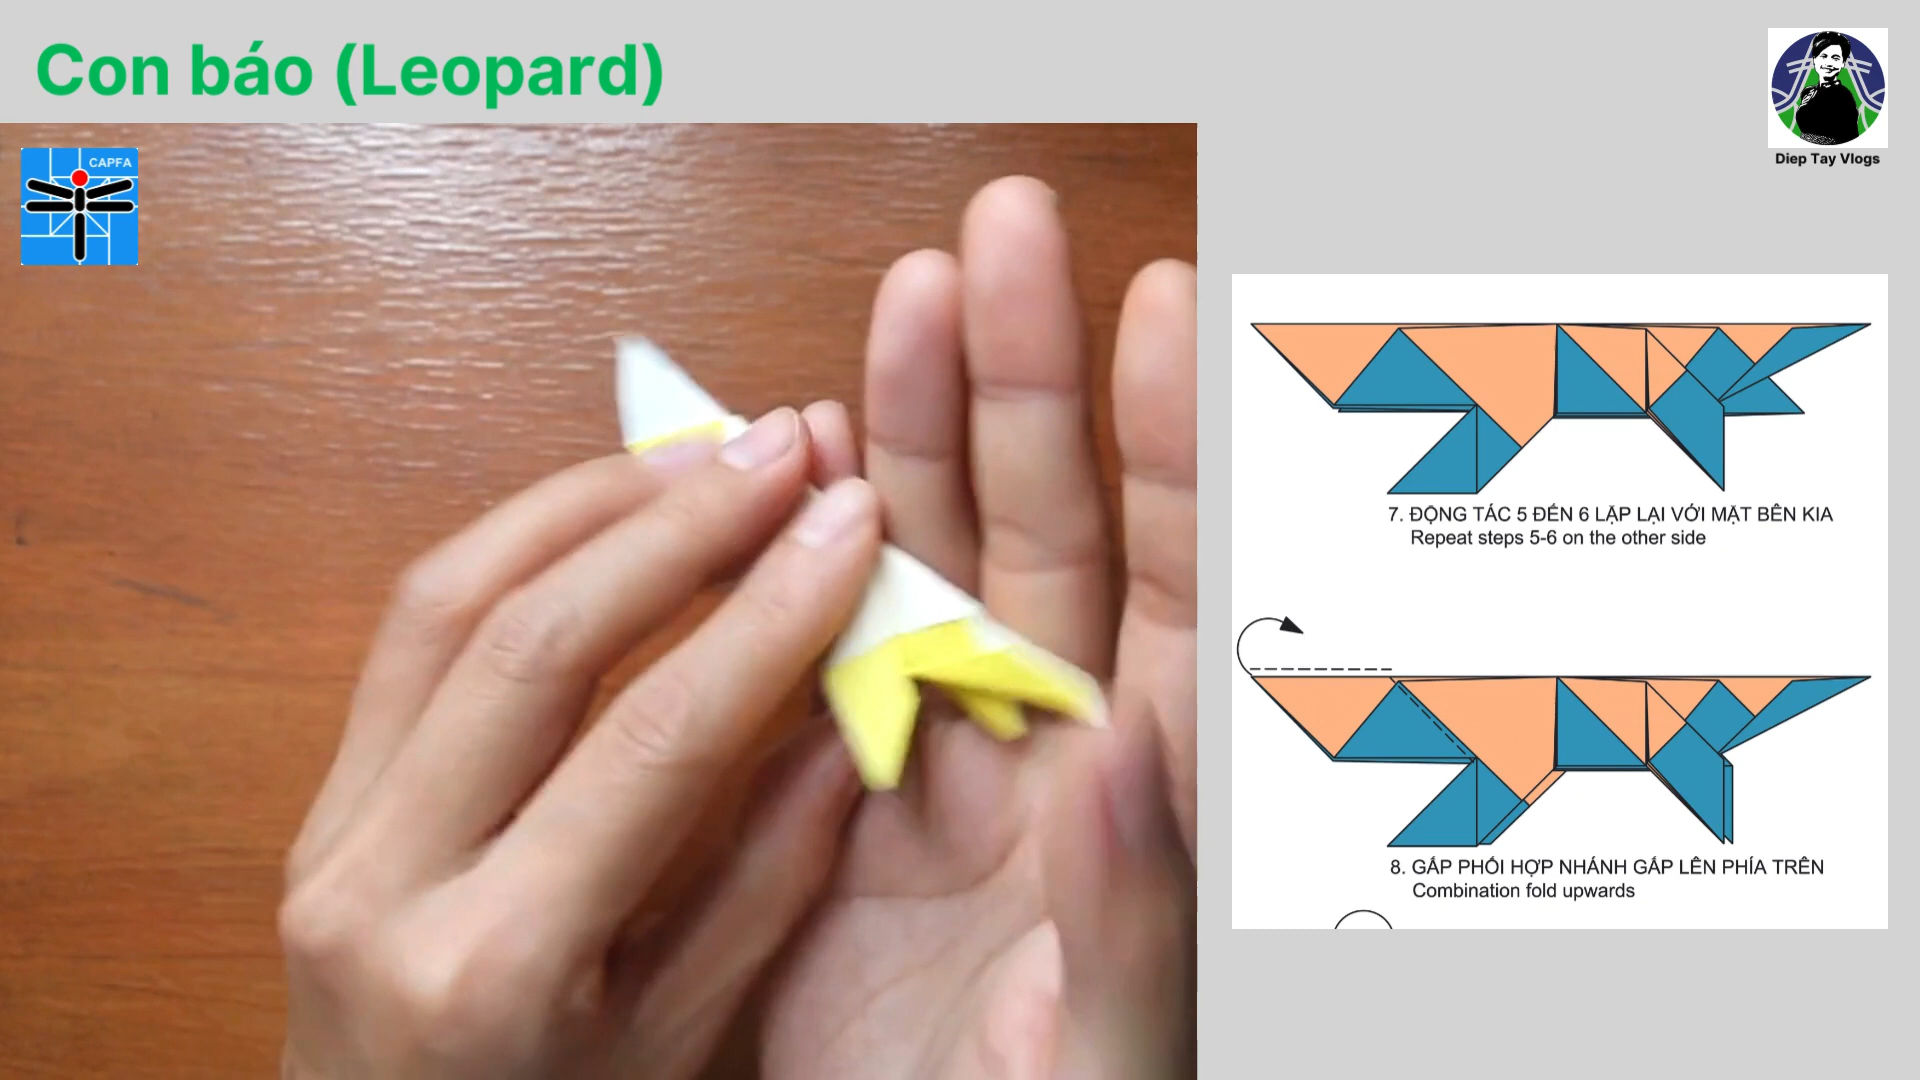 Con báo (Leopard)
CAPFA
Diep Tay Vlogs
7. ĐỘNG TÁC 5 ĐẾN 6 LẶP LẠI VỚI MẶT BÊN KIA
Repeat steps 5-6 on the other side
8. GẤP PHỐI HỢP NHÁNH GẤP LÊN PHÍA TRÊN
Combination fold upwards